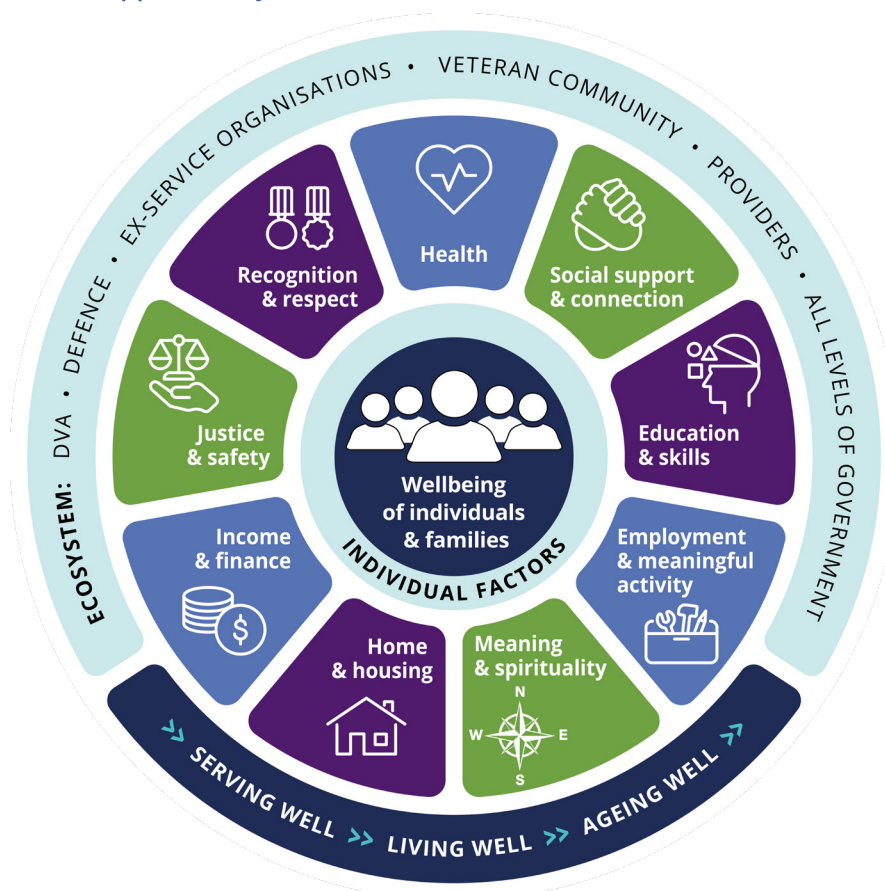 ECOSYSTEM: DVA • DEFENCE • EX-SERVICE ORGANISATIONS • VETERAN COMMUNITY • PROVIDERS • ALL LEVELS OF GOVERNMENT
Health
Social support
& connection
Education
& skills
Employment
& meaningful
activity
Meaning
& spirituality
N
W
E
S
Home
& housing
Income
& finance
$
Justice
& safety
Recognition
& respect
Wellbeing
of individuals
& families
INDIVIDUAL FACTORS
>> SERVING WELL >> LIVING WELL >> AGEING WELL >>